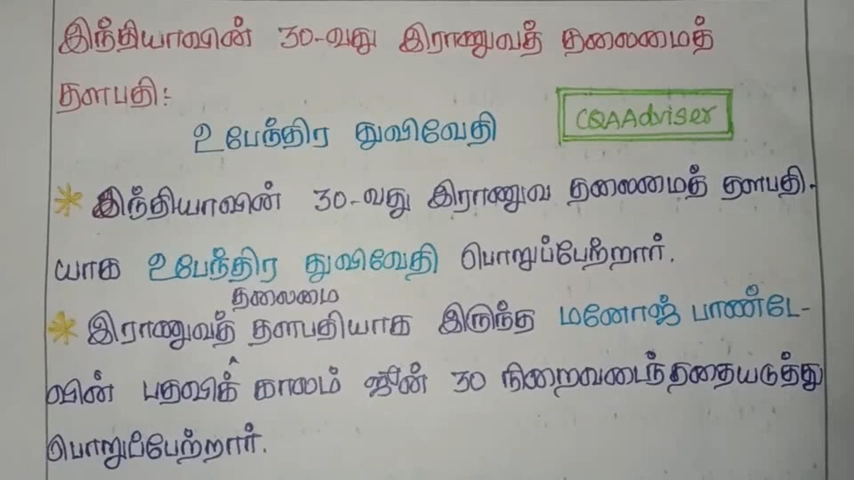 இந்தியாவின் 30-வது இராணுவத் தலைமைத்
தளபதி:
உபேந்திர துவிவேதி
CQAAdviser
* இந்தியாவின் 30-வது இராணுவ தலைமைத் தளபதி-
யாக உபேந்திர துவிவேதி பொறுப்பேற்றார்.
தலைமை
* இராணுவத் ^ தளபதியாக இருந்த மனோஜ் பாண்டே-
வின் பதவிக் காலம் ஜூன் 30 நிறைவடைந்ததையடுத்து
பொறுப்பேற்றார்.